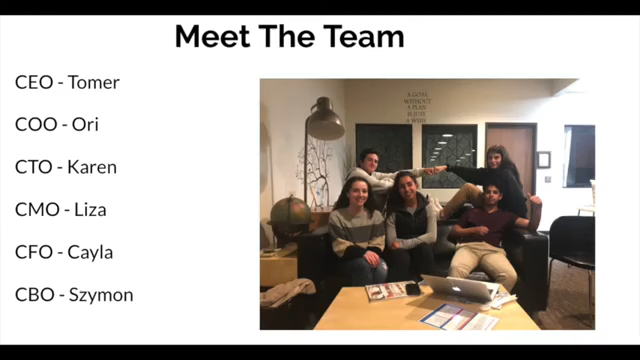 Meet The Team
CEO - Tomer
COO - Ori
CTO - Karen
CMO - Liza
CFO - Cayla
CBO - Szymon
A GOAL
WITHOUT
A PLAN
IS JUST
A WISH